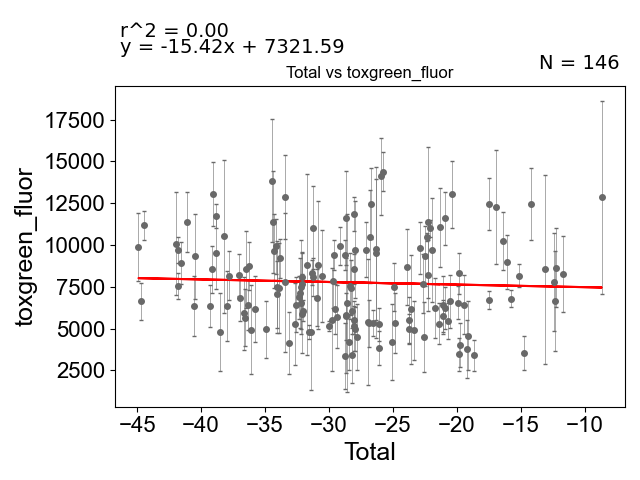 r^2 = 0.00
y = -15.42x + 7321.59
N = 146
Total vs toxgreen_fluor
17500
15000
12500
10000
7500
5000
2500
toxgreen_fluor
−45 −40 −35 −30 −25 −20 −15 −10
Total